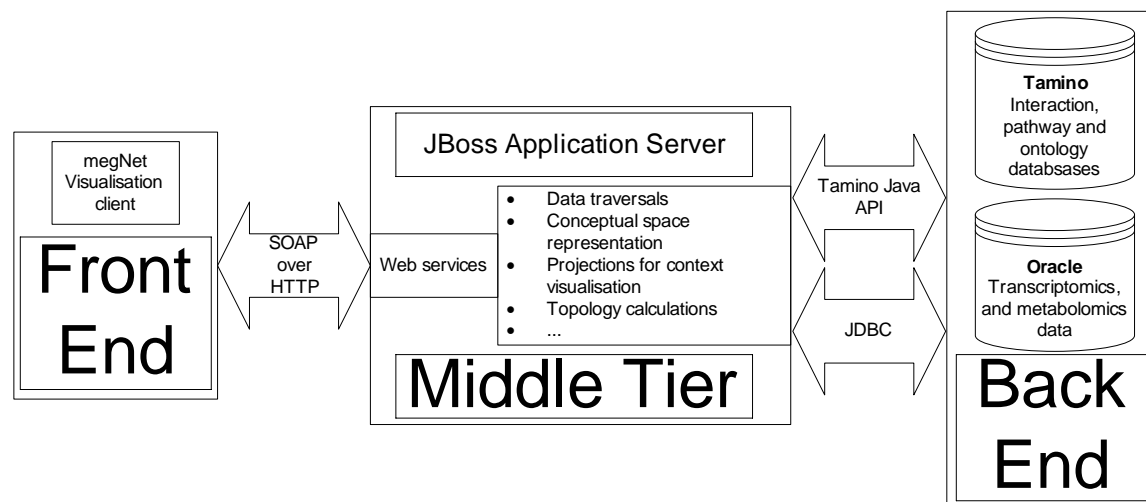 megNet
Visualisation
client
Front
End
SOAP
over
HTTP
JBoss Application Server
Web services
• Data traversals
• Conceptual space
representation
• Projections for context
visualisation
• Topology calculations
• ...
Middle Tier
Tamino Java
API
JDBC
Tamino
Interaction,
pathway and
ontology
databsases
Oracle
Transcriptomics,
and metabolomics
data
Back
End